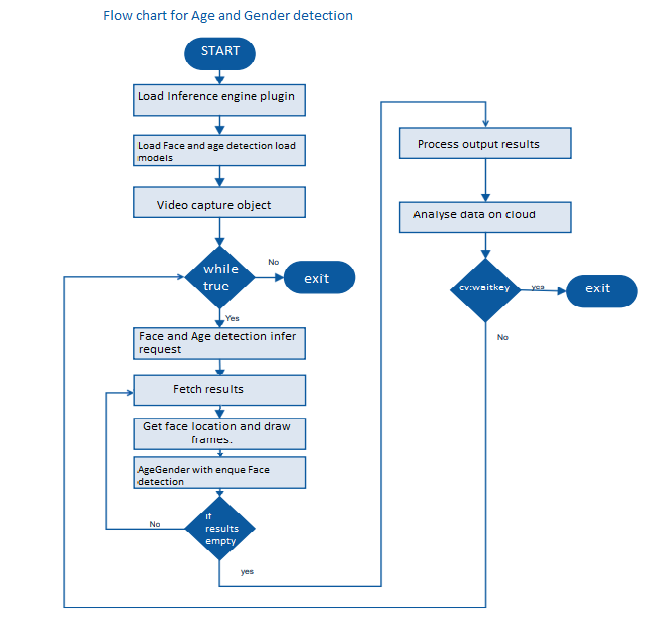 Flow chart for Age and Gender detection
START
Load Inference engine plugin
Load Face and age detection load
models
Video capture object
while
true
No
exit
Yes
Face and Age detection infer
request
Fetch results
Get face location and draw
frames.
AgeGender with enque Face
detection
if
results
empty
No
yes
Process output results
Analyse data on cloud
cv:waitkey
yes
exit
No